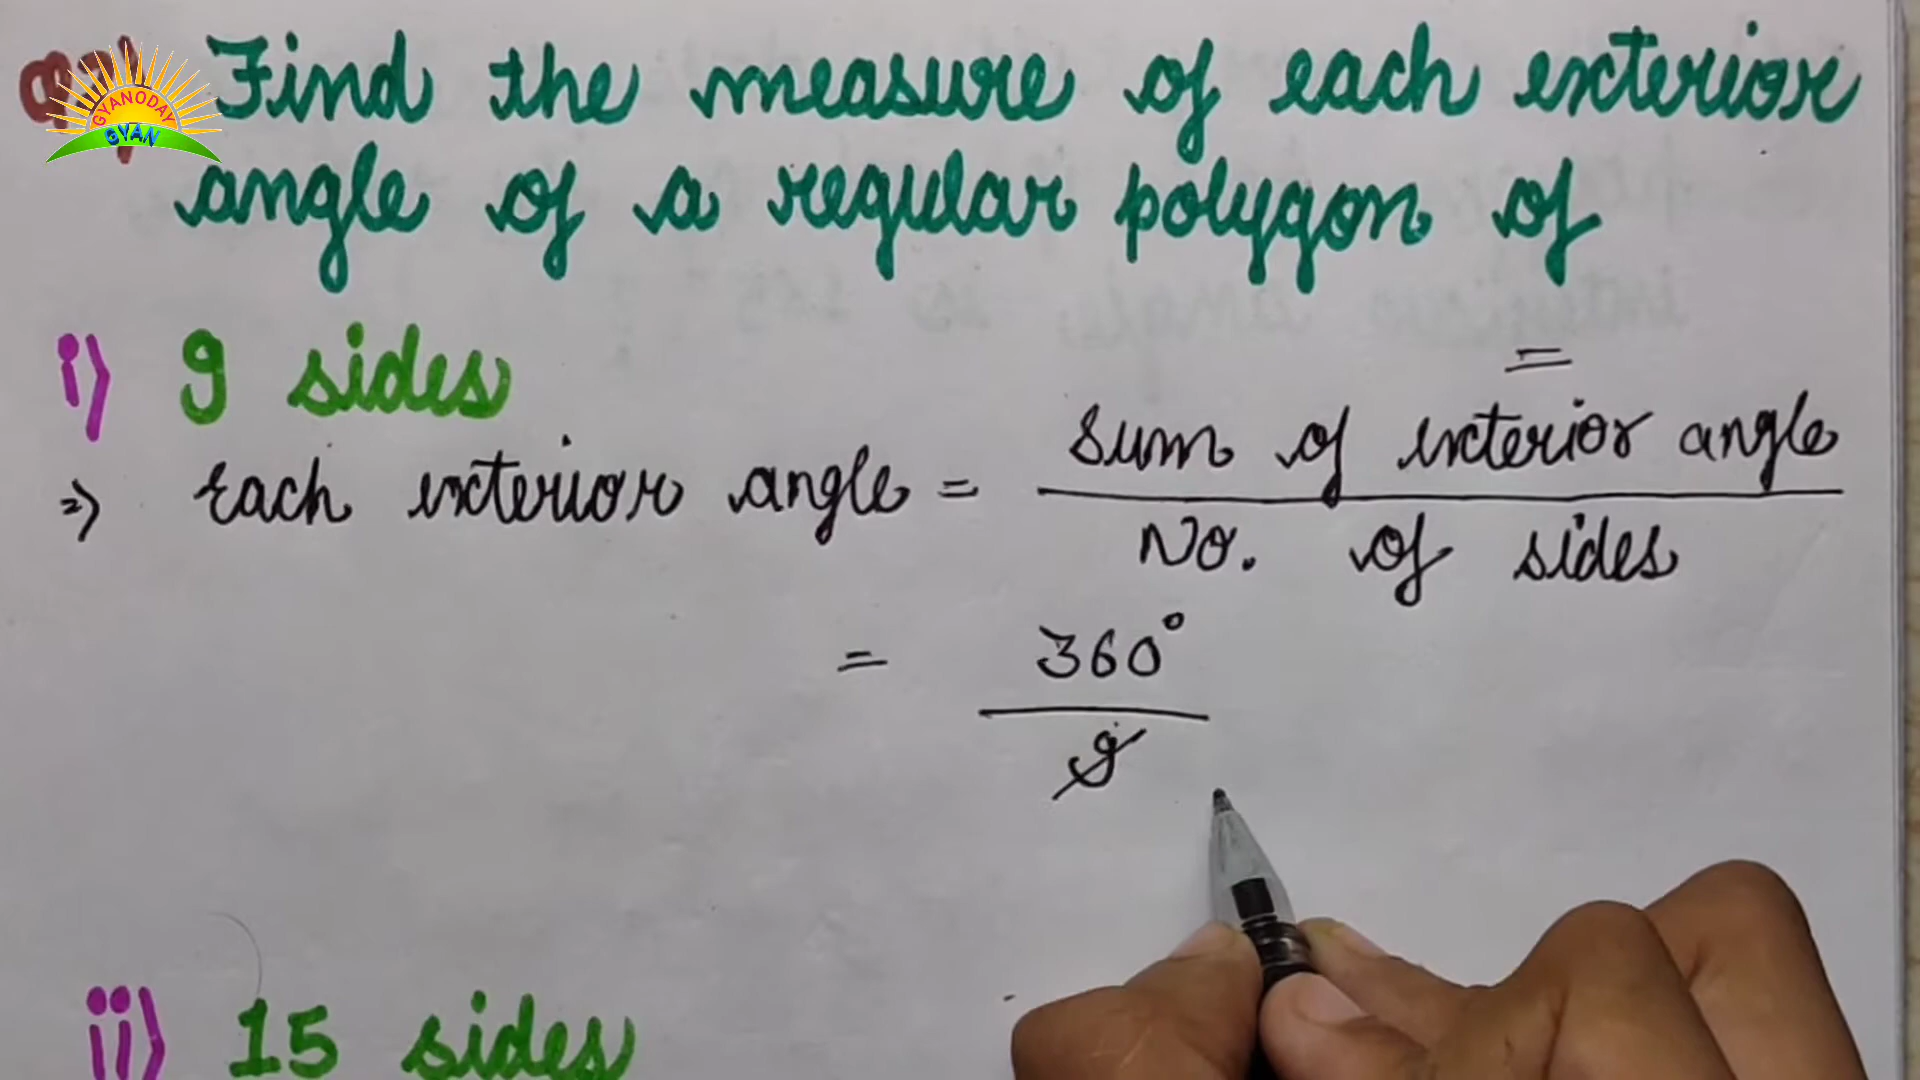 GYANODAY
GYAN
Find the measure of each exterior
angle of a regular polygon of
i) 9 sides
=
⇒ Each exterior angle = Sum of exterior angle
No. of sides
= 360°
9
ii) 15 sides